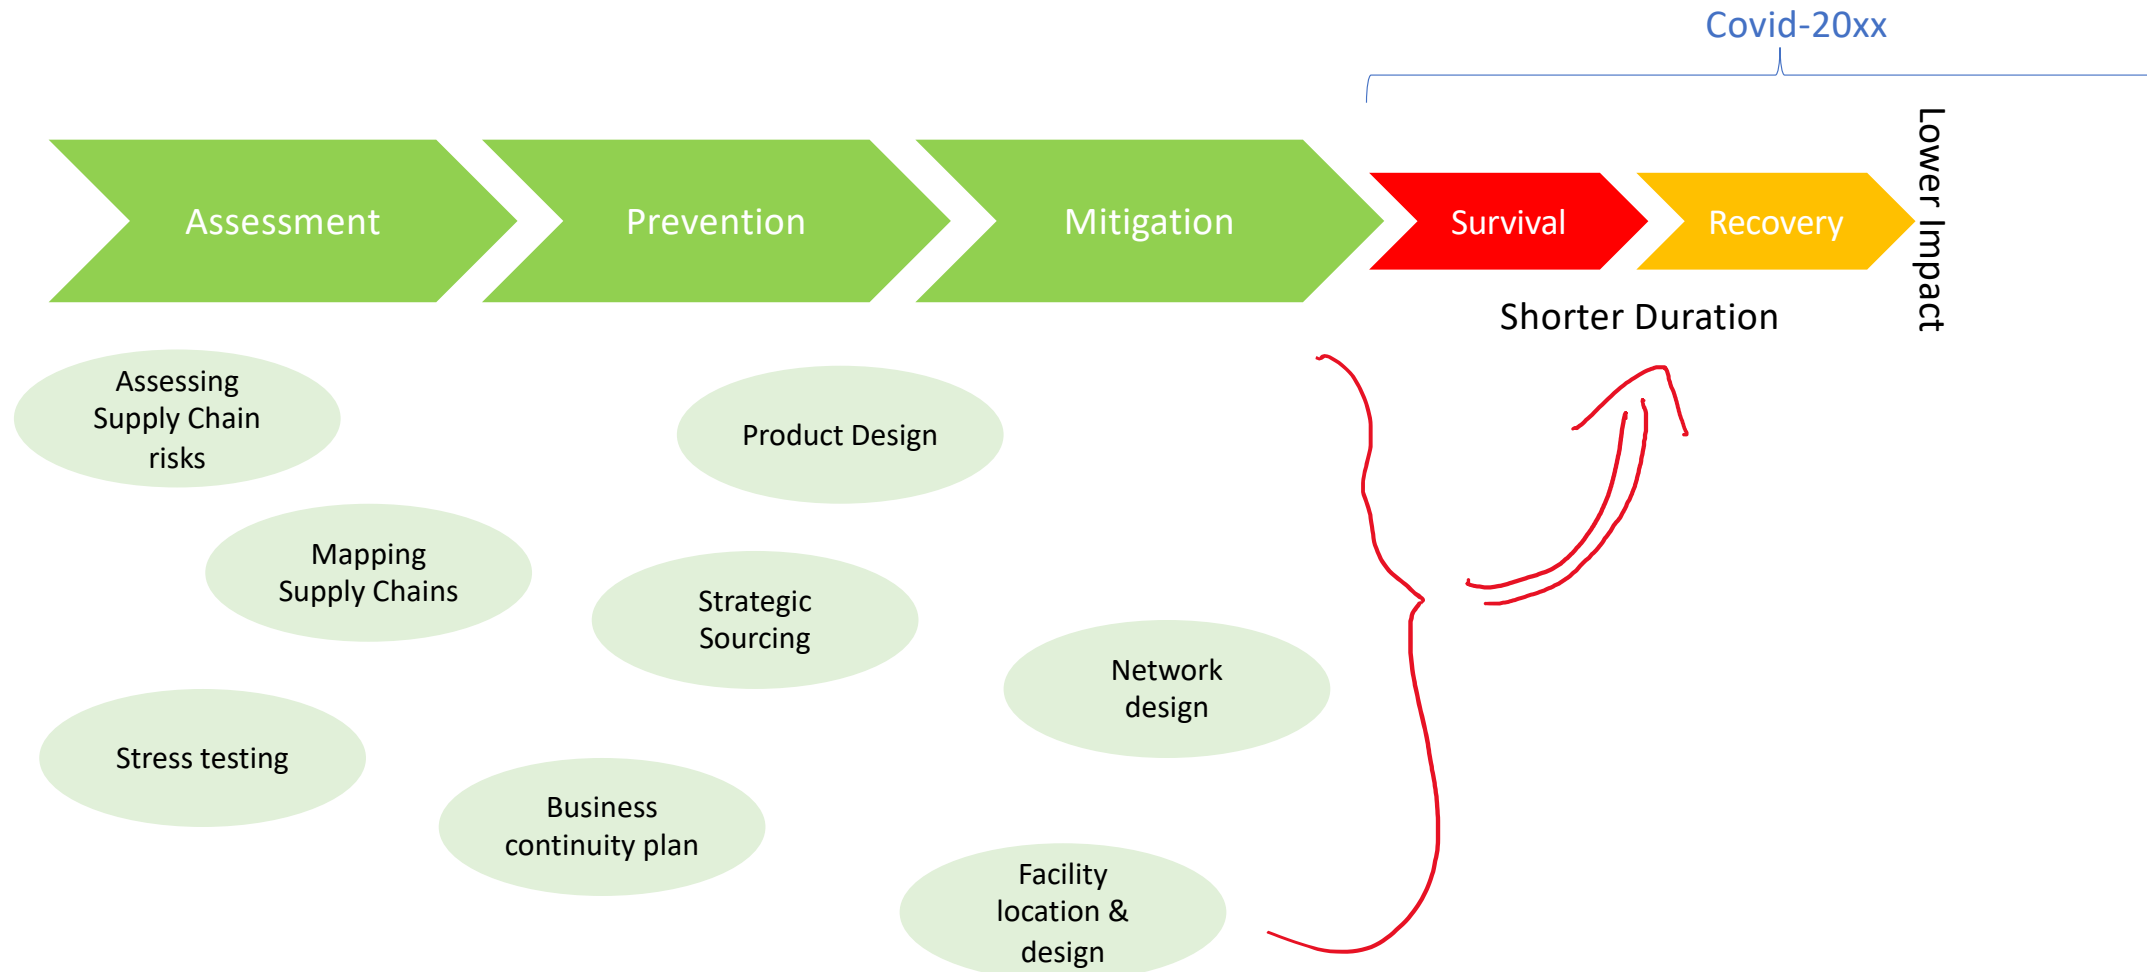 Covid-20xx
Assessment
Prevention
Mitigation
Survival
Recovery
Lower Impact
Shorter Duration
Assessing
Supply Chain
risks
Product Design
Mapping
Supply Chains
Strategic
Sourcing
Network
design
Stress testing
Business
continuity plan
Facility
location &
design